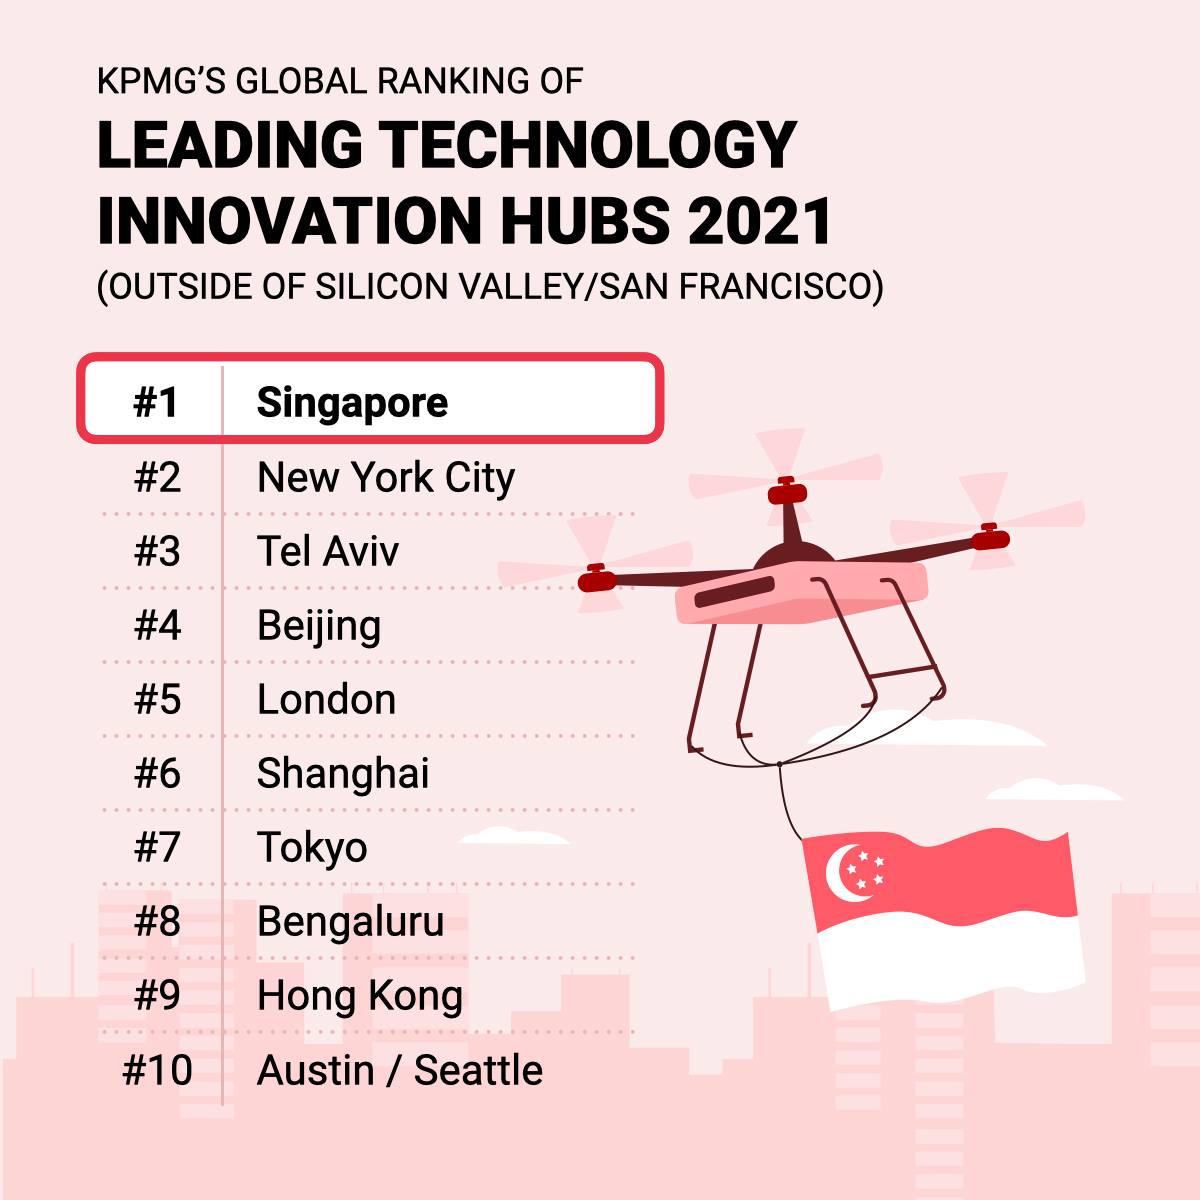 KPMG’S GLOBAL RANKING OF
LEADING TECHNOLOGY
INNOVATION HUBS 2021
(OUTSIDE OF SILICON VALLEY/SAN FRANCISCO)
#1 Singapore
#2 New York City
#3 Tel Aviv
#4 Beijing
#5 London
#6 Shanghai
#7 Tokyo
#8 Bengaluru
#9 Hong Kong
#10 Austin / Seattle